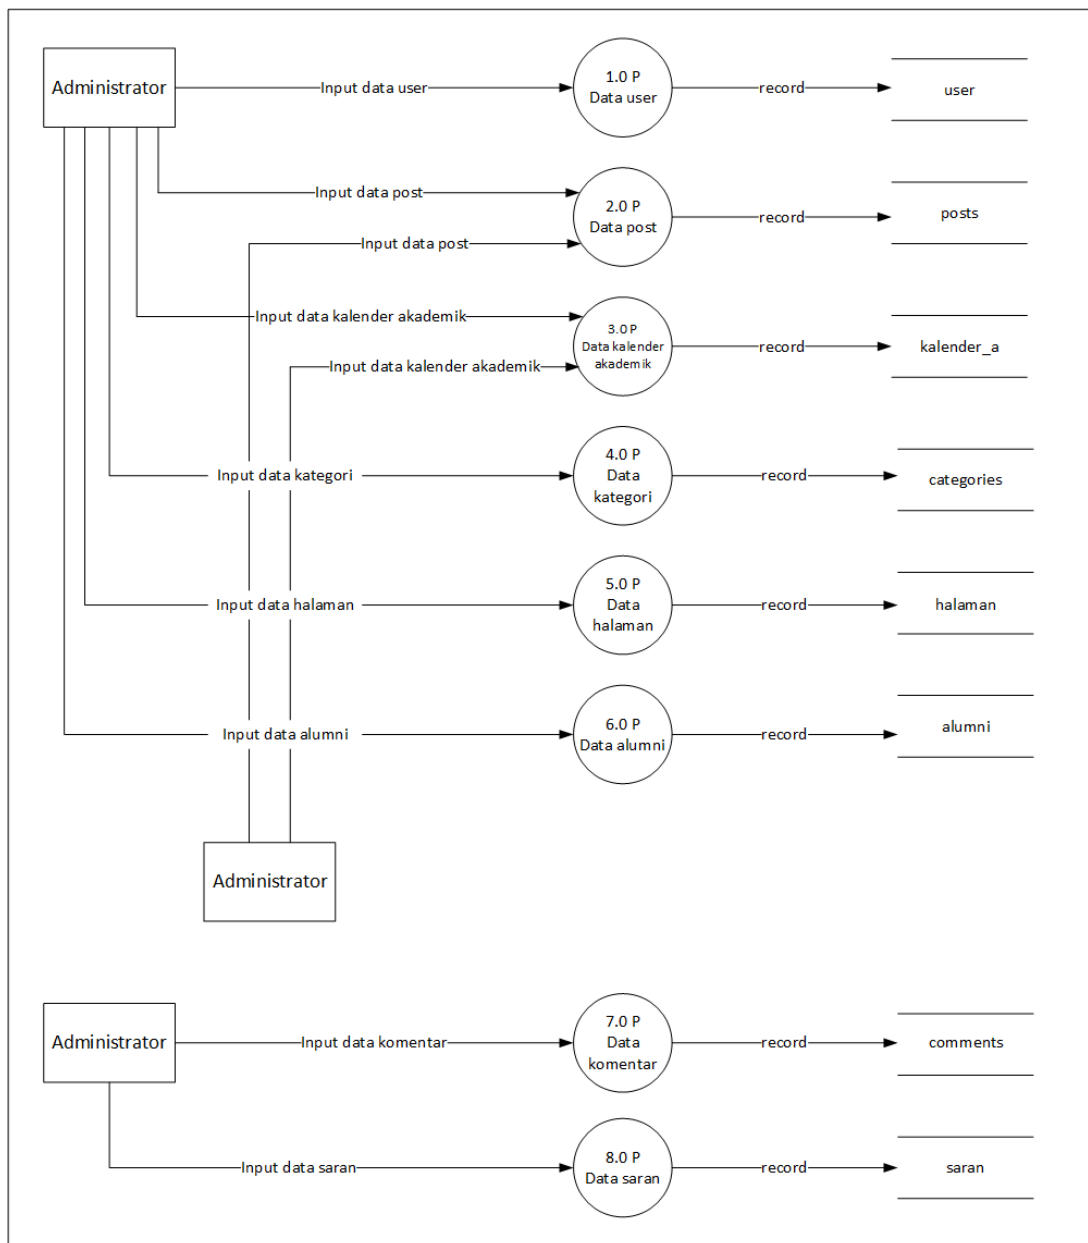 Administrator
Input data user
1.0 P
Data user
record
user
Input data post
Input data post
2.0 P
Data post
record
posts
Input data kalender akademik
Input data kalender akademik
3.0 P
Data kalender
akademik
record
kalender_a
Input data kategori
4.0 P
Data
kategori
record
categories
Input data halaman
5.0 P
Data
halaman
record
halaman
Input data alumni
6.0 P
Data alumni
record
alumni
Administrator
Administrator
Input data komentar
7.0 P
Data
komentar
record
comments
Input data saran
8.0 P
Data saran
record
saran